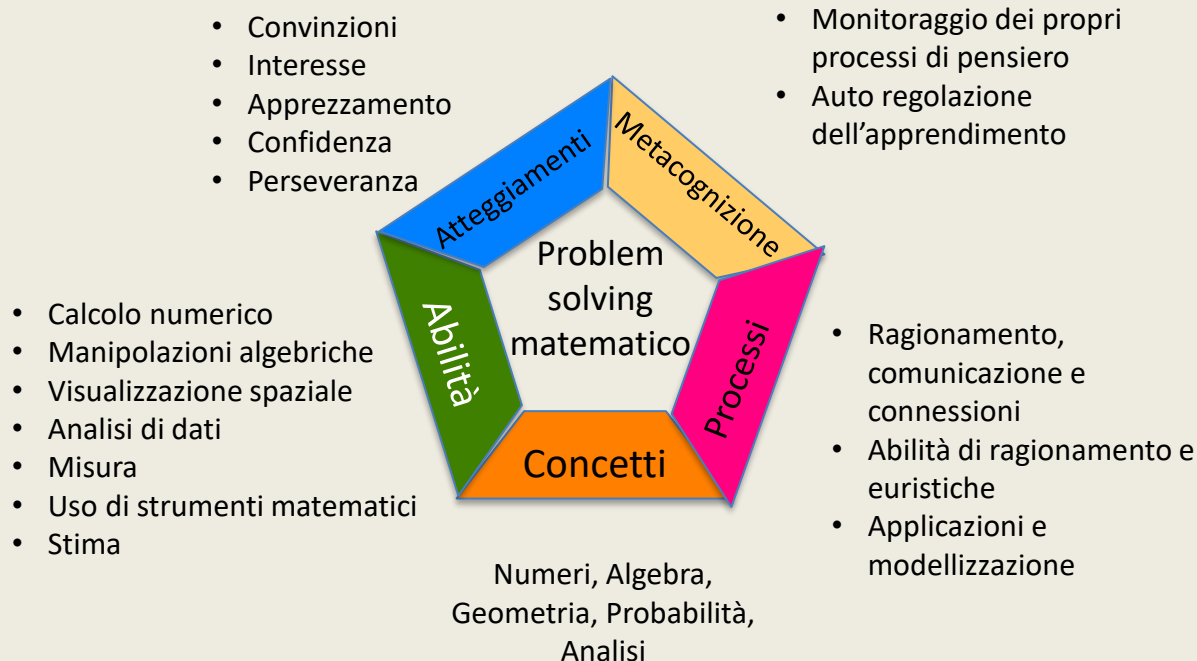 • Convinzioni
• Interesse
• Apprezzamento
• Confidenza
• Perseveranza
• Monitoraggio dei propri
processi di pensiero
• Auto regolazione
dell’apprendimento
Atteggiamenti
Metacognizione
Problem
solving
matematico
Abilità
Processi
Concetti
• Calcolo numerico
• Manipolazioni algebriche
• Visualizzazione spaziale
• Analisi di dati
• Misura
• Uso di strumenti matematici
• Stima
• Ragionamento,
comunicazione e
connessioni
• Abilità di ragionamento e
euristiche
• Applicazioni e
modellizzazione
Numeri, Algebra,
Geometria, Probabilità,
Analisi